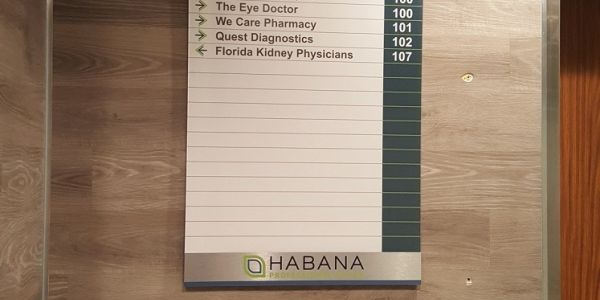 100
The Eye Doctor 100
We Care Pharmacy 101
Quest Diagnostics 102
Florida Kidney Physicians 107
HABANA